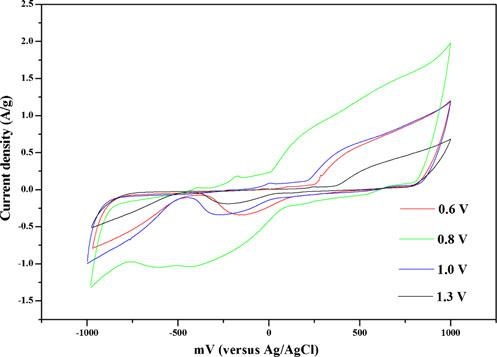 2.5
2.0
1.5
1.0
0.5
0.0
-0.5
-1.0
-1.5
Current density (A/g)
0.6 V
0.8 V
1.0 V
1.3 V
-1000 -500 0 500 1000
mV (versus Ag/AgCl)